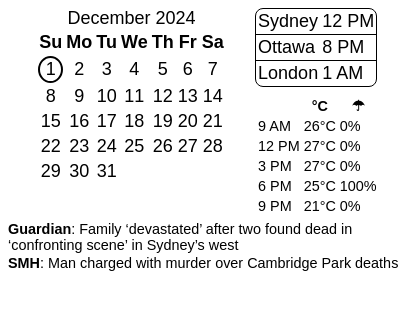 December 2024
Su Mo Tu We Th Fr Sa
1 2 3 4 5 6 7
8 9 10 11 12 13 14
15 16 17 18 19 20 21
22 23 24 25 26 27 28
29 30 31
Sydney 12 PM
Ottawa 8 PM
London 1 AM
°C ☂
9 AM 26°C 0%
12 PM 27°C 0%
3 PM 27°C 0%
6 PM 25°C 100%
9 PM 21°C 0%
Guardian: Family ‘devastated’ after two found dead in
‘confronting scene’ in Sydney’s west
SMH: Man charged with murder over Cambridge Park deaths